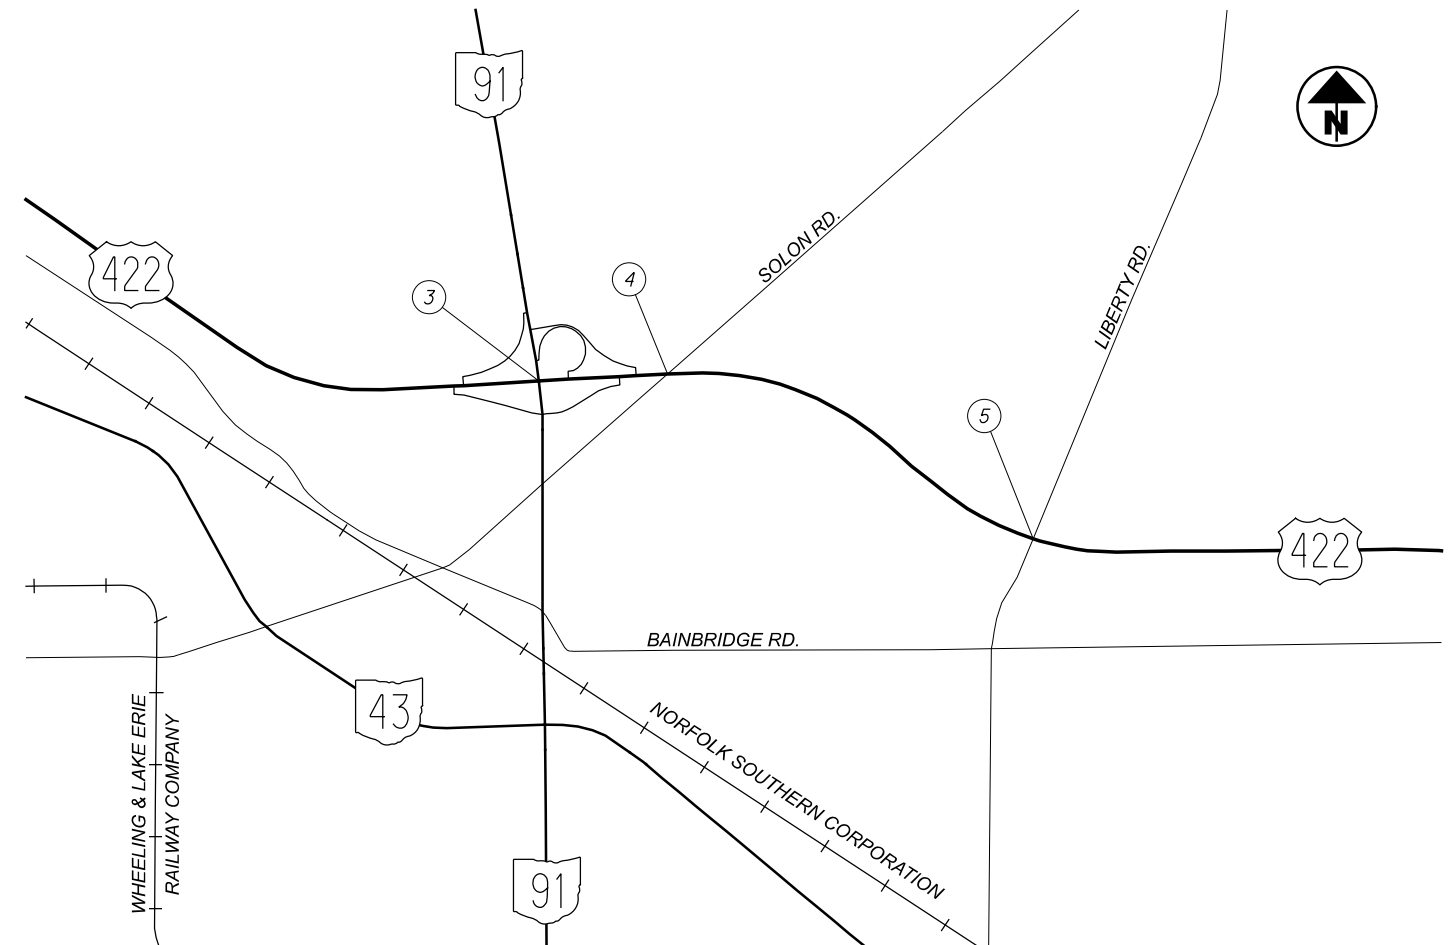 91
N
SOLON RD.
LIBERTY RD.
422
3
4
5
422
BAINBRIDGE RD.
43
WHEELING & LAKE ERIE
RAILWAY COMPANY
NORFOLK SOUTHERN CORPORATION
91